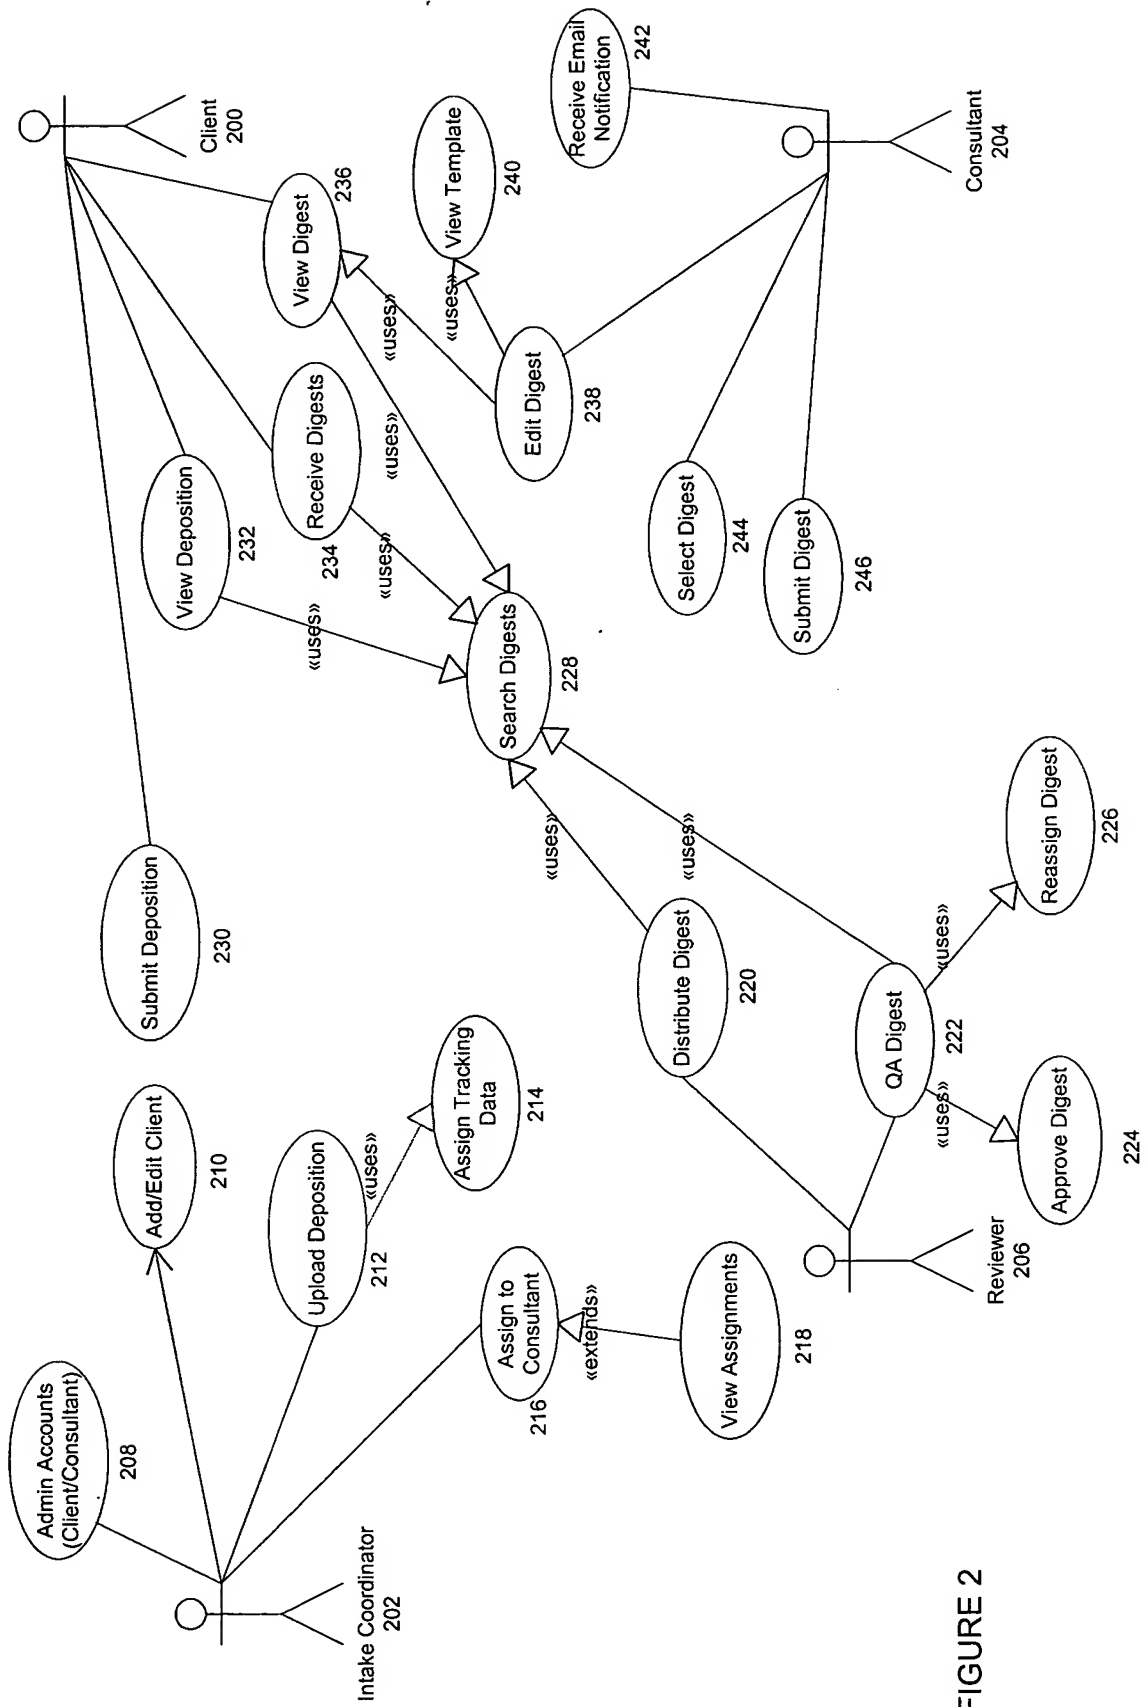 Admin Accounts
(Client/Consultant)
208
Add/Edit Client
210
Submit Deposition
230
View Deposition
232
Client
200
Intake Coordinator
202
Upload Deposition
212
«uses»
Assign Tracking
Data
214
«uses»
Receive Digests
234
«uses»
View Digest
236
«uses»
«uses»
View Template
240
«uses»
Assign to
Consultant
216
«extends»
View Assignments
218
Search Digests
228
Edit Digest
238
Receive Email
Notification
242
«uses»
Distribute Digest
220
«uses»
Select Digest
244
Submit Digest
246
Consultant
204
Reviewer
206
QA Digest
222
«uses»
«uses»
Approve Digest
224
Reassign Digest
226
FIGURE 2